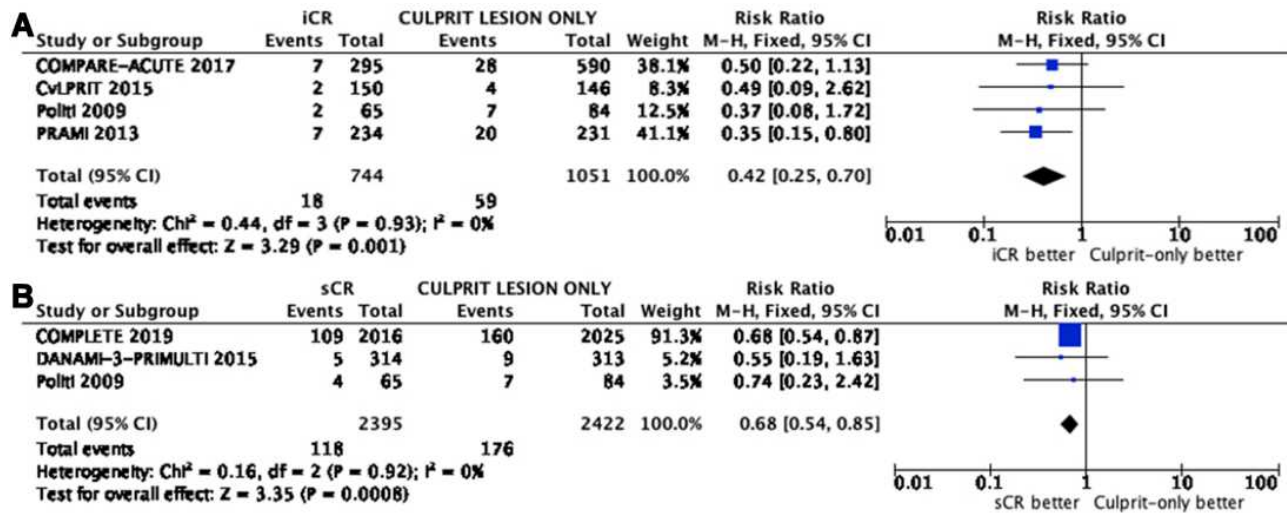 A
iCR CULPRIT LESION ONLY Risk Ratio Risk Ratio
Study or Subgroup Events Total Events Total Weight M-H, Fixed, 95% CI M-H, Fixed, 95% CI
COMPARE-ACUTE 2017 7 295 28 590 38.1% 0.50 [0.22, 1.13]
CvLPRIT 2015 2 150 4 146 8.3% 0.49 [0.09, 2.62]
Politi 2009 2 65 7 84 12.5% 0.37 [0.08, 1.72]
PRAMI 2013 7 234 20 231 41.1% 0.35 [0.15, 0.80]
Total (95% CI) 744 1051 100.0% 0.42 [0.25, 0.70]
Total events 18 59
Heterogeneity: Chi² = 0.44, df = 3 (P = 0.93); I² = 0%
Test for overall effect: Z = 3.29 (P = 0.001)
0.01 0.1 1 10 100
iCR better Culprit-only better
B
sCR CULPRIT LESION ONLY Risk Ratio Risk Ratio
Study or Subgroup Events Total Events Total Weight M-H, Fixed, 95% CI M-H, Fixed, 95% CI
COMPLETE 2019 109 2016 160 2025 91.3% 0.68 [0.54, 0.87]
DANAMI-3-PRIMULTI 2015 5 314 9 313 5.2% 0.55 [0.19, 1.63]
Politi 2009 4 65 7 84 3.5% 0.74 [0.23, 2.42]
Total (95% CI) 2395 2422 100.0% 0.68 [0.54, 0.85]
Total events 118 176
Heterogeneity: Chi² = 0.16, df = 2 (P = 0.92); I² = 0%
Test for overall effect: Z = 3.35 (P = 0.0008)
0.01 0.1 1 10 100
sCR better Culprit-only better